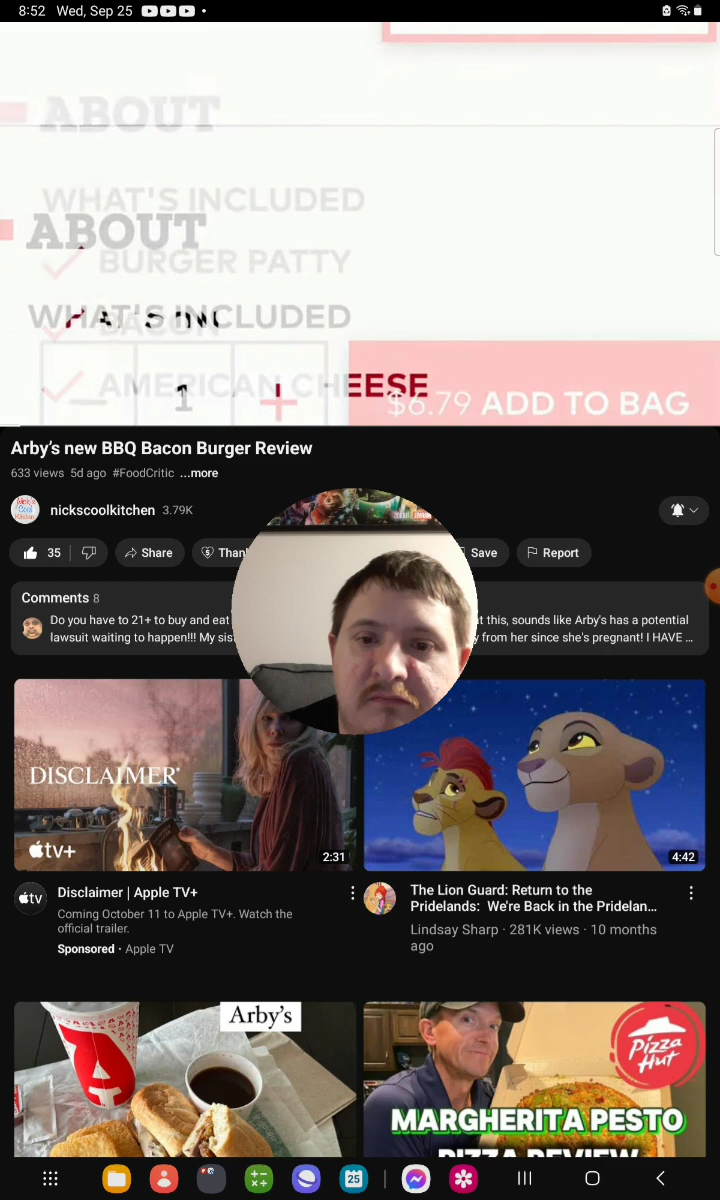 8:52 Wed, Sep 25
ABOUT
WHAT'S INCLUDED
ABOUT
BURGER PATTY
WHAT'S INCLUDED
BACON
AMERICAN CHEESE
1
$6.79 ADD TO BAG
Arby's new BBQ Bacon Burger Review
633 views 5d ago #FoodCritic ...more
nickscoolkitchen 3.79K
35 Share Save Report
Comments 8
Do you have to 21+ to buy and eat
t this, sounds like Arby's has a potential
lawsuit waiting to happen!!! My
from her since she's pregnant! I HAVE ...
DISCLAIMER
tv+
2:31
4:42
tv
Disclaimer | Apple TV+
Coming October 11 to Apple TV+. Watch the
official trailer.
Sponsored · Apple TV
The Lion Guard: Return to the
Pridelands: We're Back in the Pridelan...
Lindsay Sharp · 281K views · 10 months
ago
Arby's
Pizza
Hut
MARGHERITA PESTO
PIZZA REVIEW
25